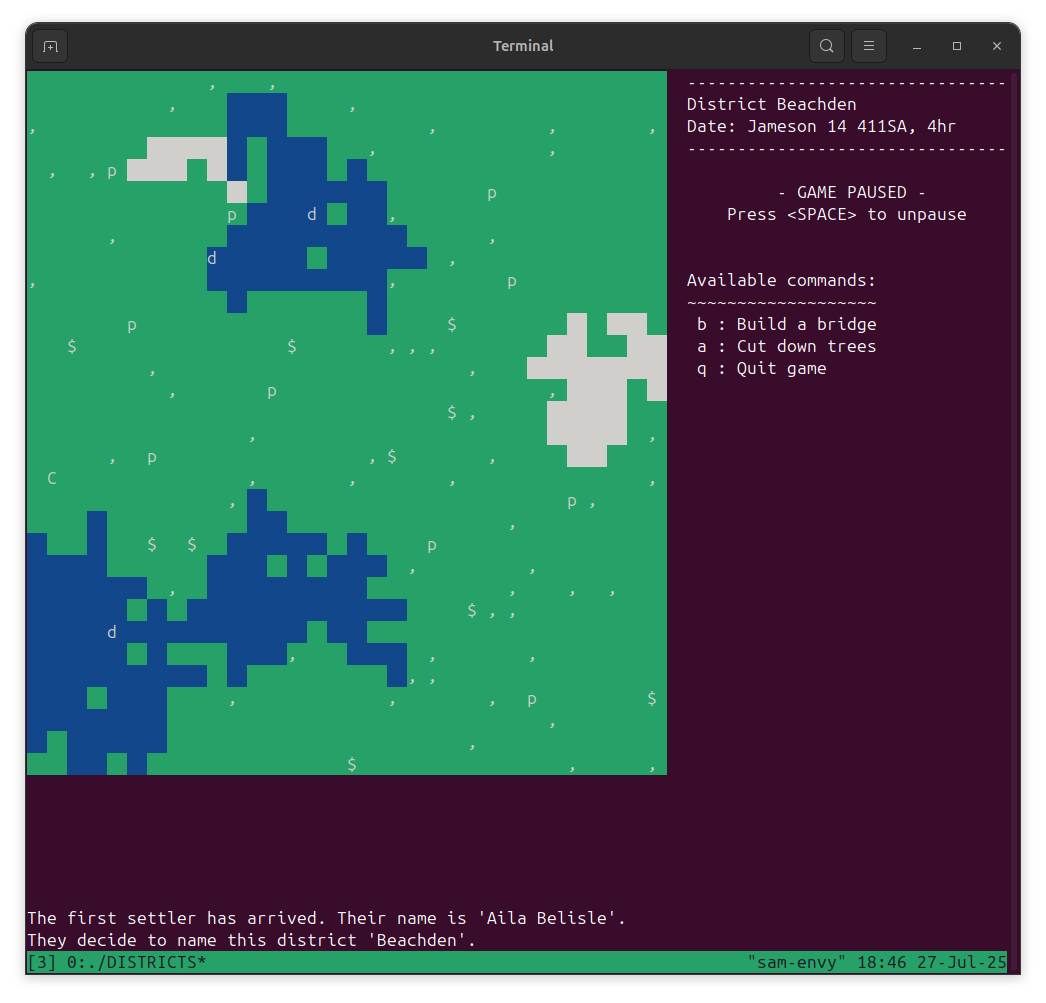 Terminal
--------------------------------
District Beachden
Date: Jameson 14 411SA, 4hr
--------------------------------
- GAME PAUSED -
Press <SPACE> to unpause
Available commands:
~~~~~~~~~~~~~~~~~~~
b : Build a bridge
a : Cut down trees
q : Quit game
, ,
, ,
, , , ,
, ,
, , p
p
p d ,
, ,
d ,
, , p
p $
$ $ , , ,
, ,
, p ,
$ ,
, ,
, p , $ ,
C , , , ,
, p ,
,
$ $ p
, ,
, , , ,
$ , ,
d
, , ,
, ,
, , , p $
,
,
$ , ,
The first settler has arrived. Their name is 'Aila Belisle'.
They decide to name this district 'Beachden'.
[3] 0:./DISTRICTS* "sam-envy" 18:46 27-Jul-25